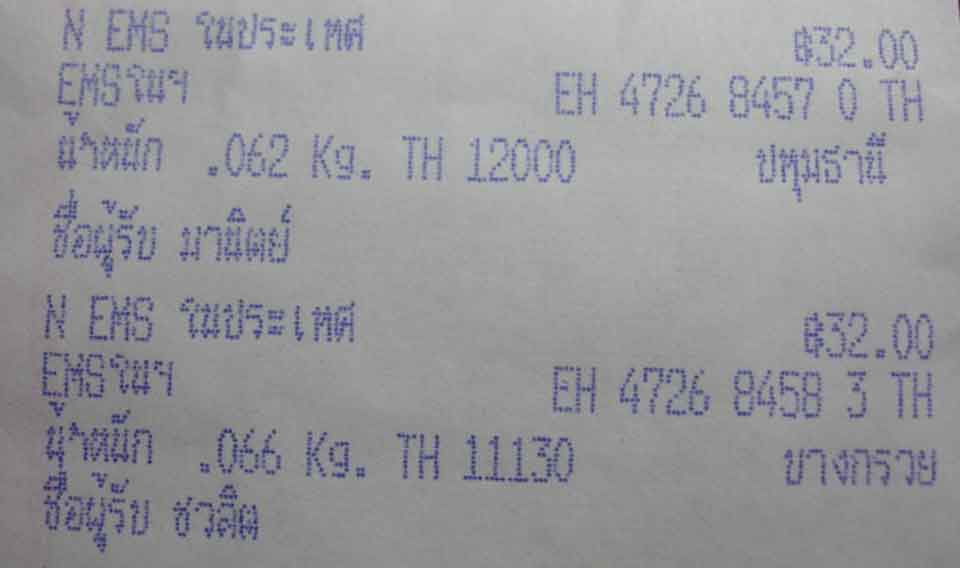 N EMS ในประเทศ ฿32.00
EMSในฯ EH 4726 8457 0 TH
น้ำหนัก .062 Kg. TH 12000 ปทุมธานี
ชื่อผู้รับ มานิตย์
N EMS ในประเทศ ฿32.00
EMSในฯ EH 4726 8458 3 TH
น้ำหนัก .066 Kg. TH 11130 บางกรวย
ชื่อผู้รับ ชวลิต